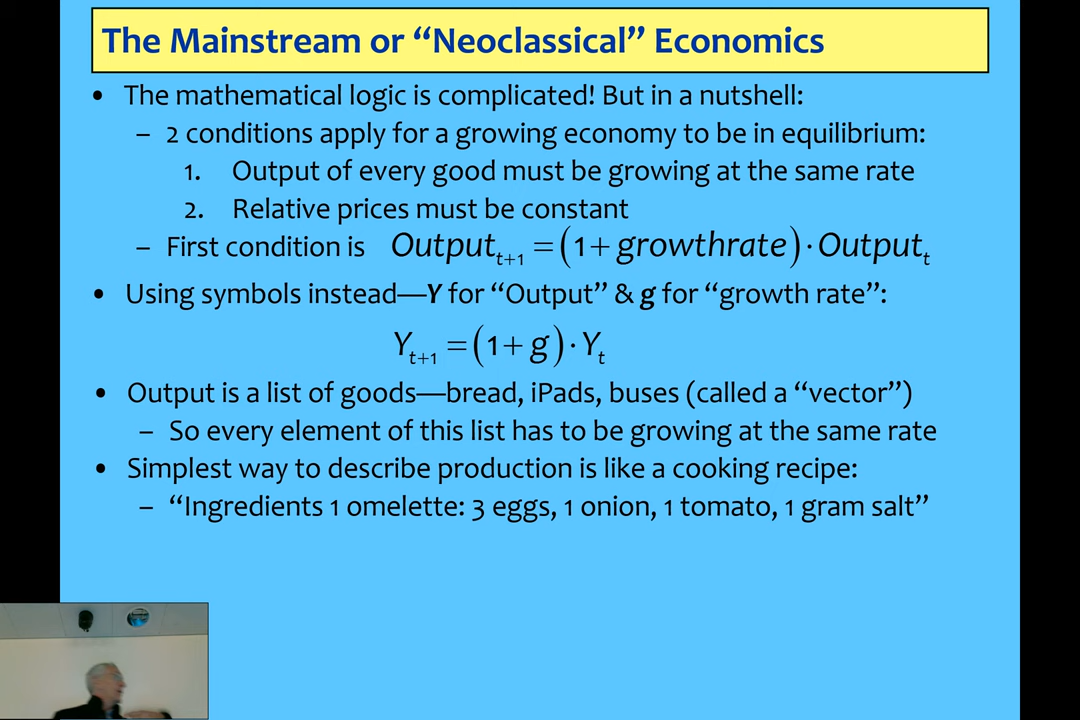 The Mainstream or “Neoclassical” Economics
• The mathematical logic is complicated! But in a nutshell:
– 2 conditions apply for a growing economy to be in equilibrium:
1. Output of every good must be growing at the same rate
2. Relative prices must be constant
– First condition is Output_{t+1} = (1 + growthrate) · Output_t
• Using symbols instead—Y for “Output” & g for “growth rate”:
Y_{t+1} = (1 + g) · Y_t
• Output is a list of goods—bread, iPads, buses (called a “vector”)
– So every element of this list has to be growing at the same rate
• Simplest way to describe production is like a cooking recipe:
– “Ingredients 1 omelette: 3 eggs, 1 onion, 1 tomato, 1 gram salt”